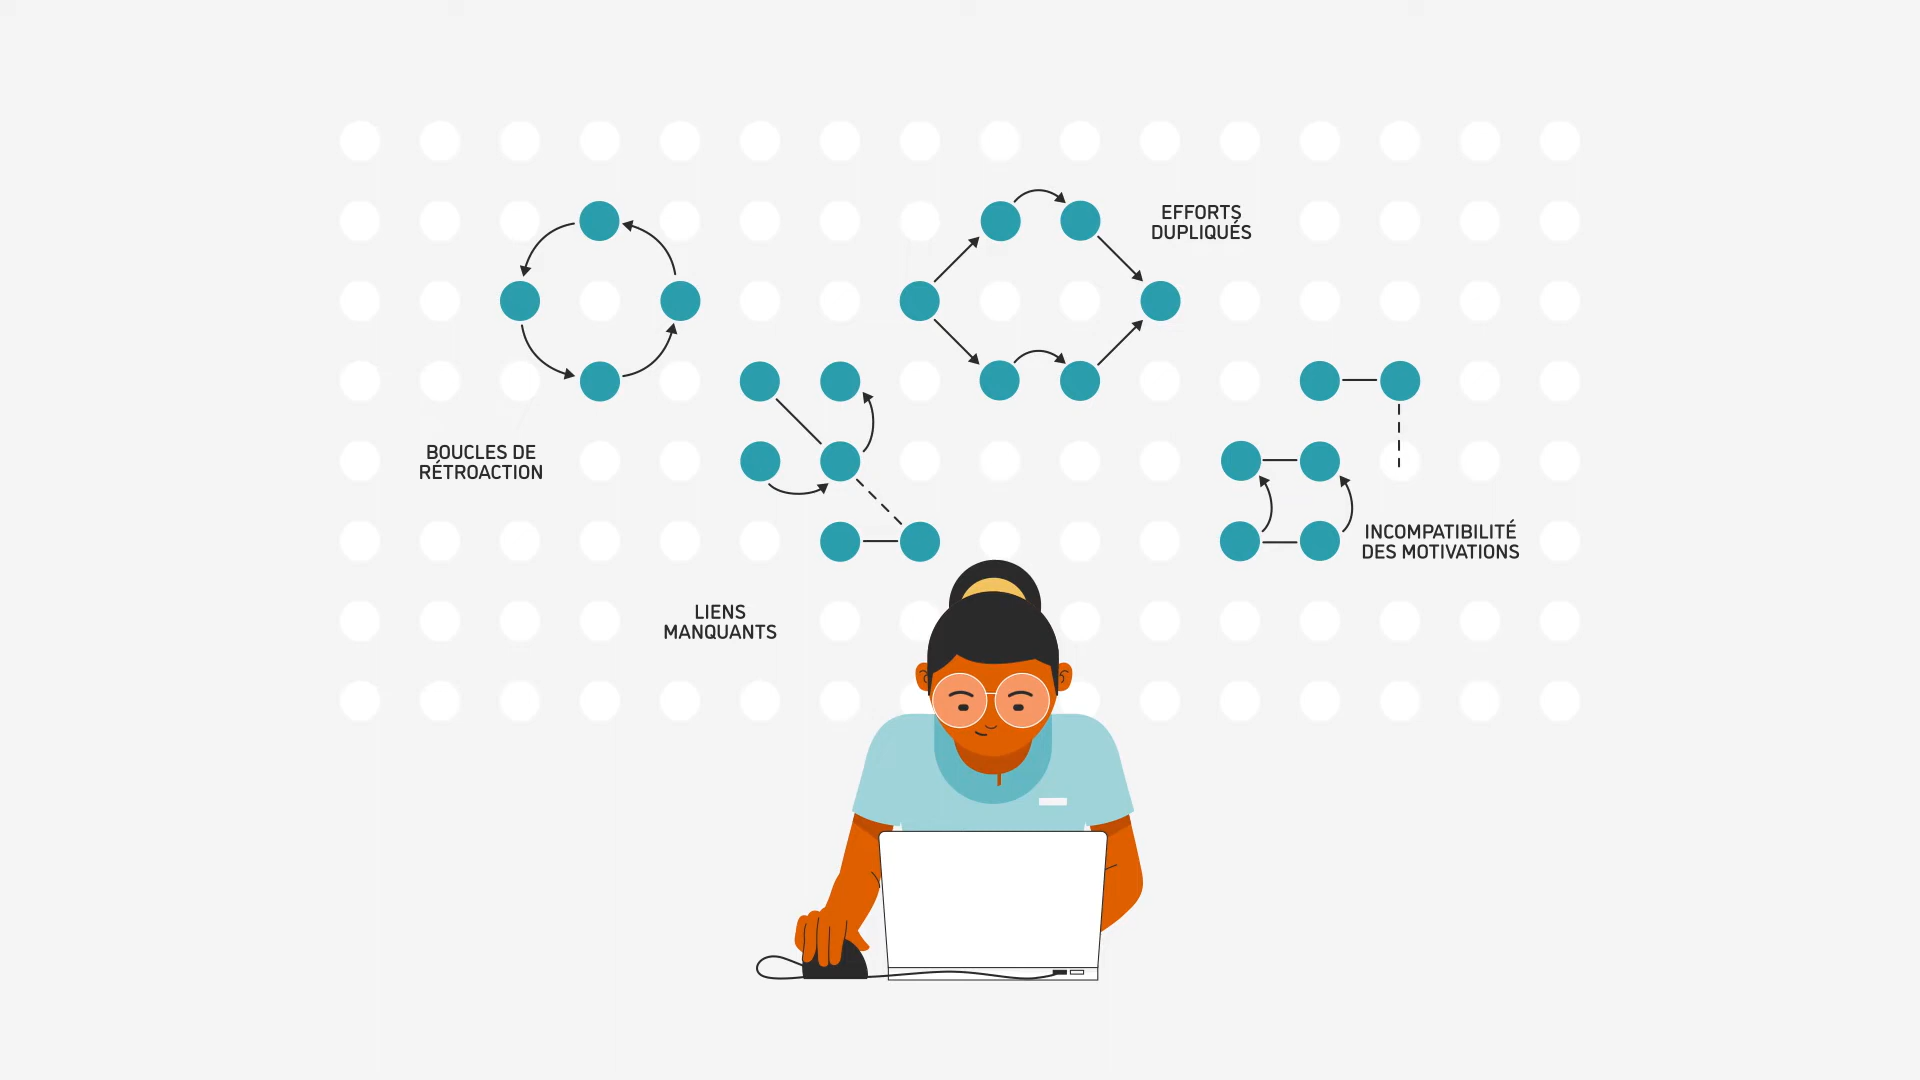 EFFORTS
DUPLIQUÉS
BOUCLES DE
RÉTROACTION
INCOMPATIBILITÉ
DES MOTIVATIONS
LIENS
MANQUANTS